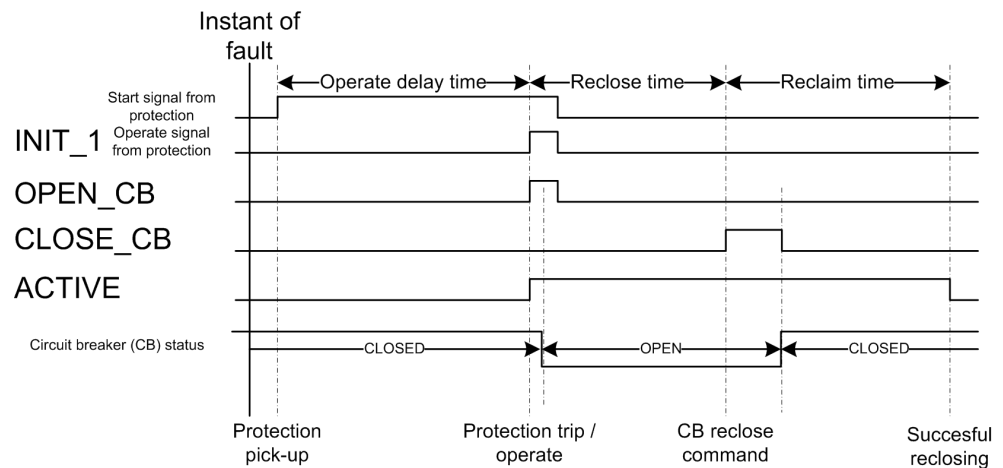 Instant of
fault
Operate delay time
Reclose time
Reclaim time
Start signal from
protection
INIT_1
Operate signal
from protection
OPEN_CB
CLOSE_CB
ACTIVE
Circuit breaker (CB) status
CLOSED
OPEN
CLOSED
Protection
pick-up
Protection trip /
operate
CB reclose
command
Succesful
reclosing